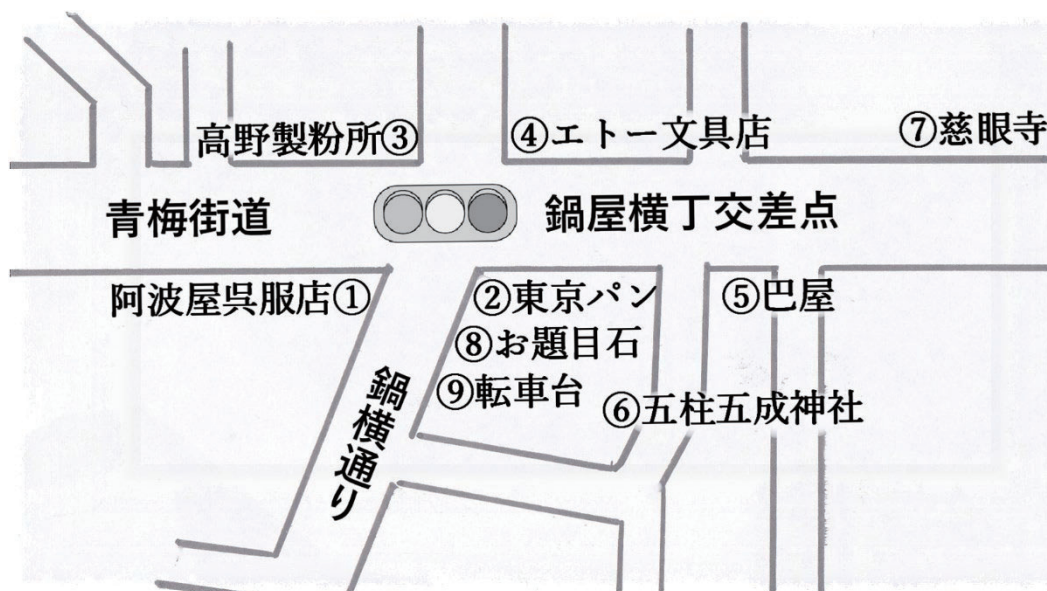 高野製粉所③
④エトー文具店
⑦慈眼寺
青梅街道
鍋屋横丁交差点
阿波屋呉服店①
②東京パン
⑤巴屋
⑧お題目石
⑨転車台
⑥五柱五成神社
鍋横通り